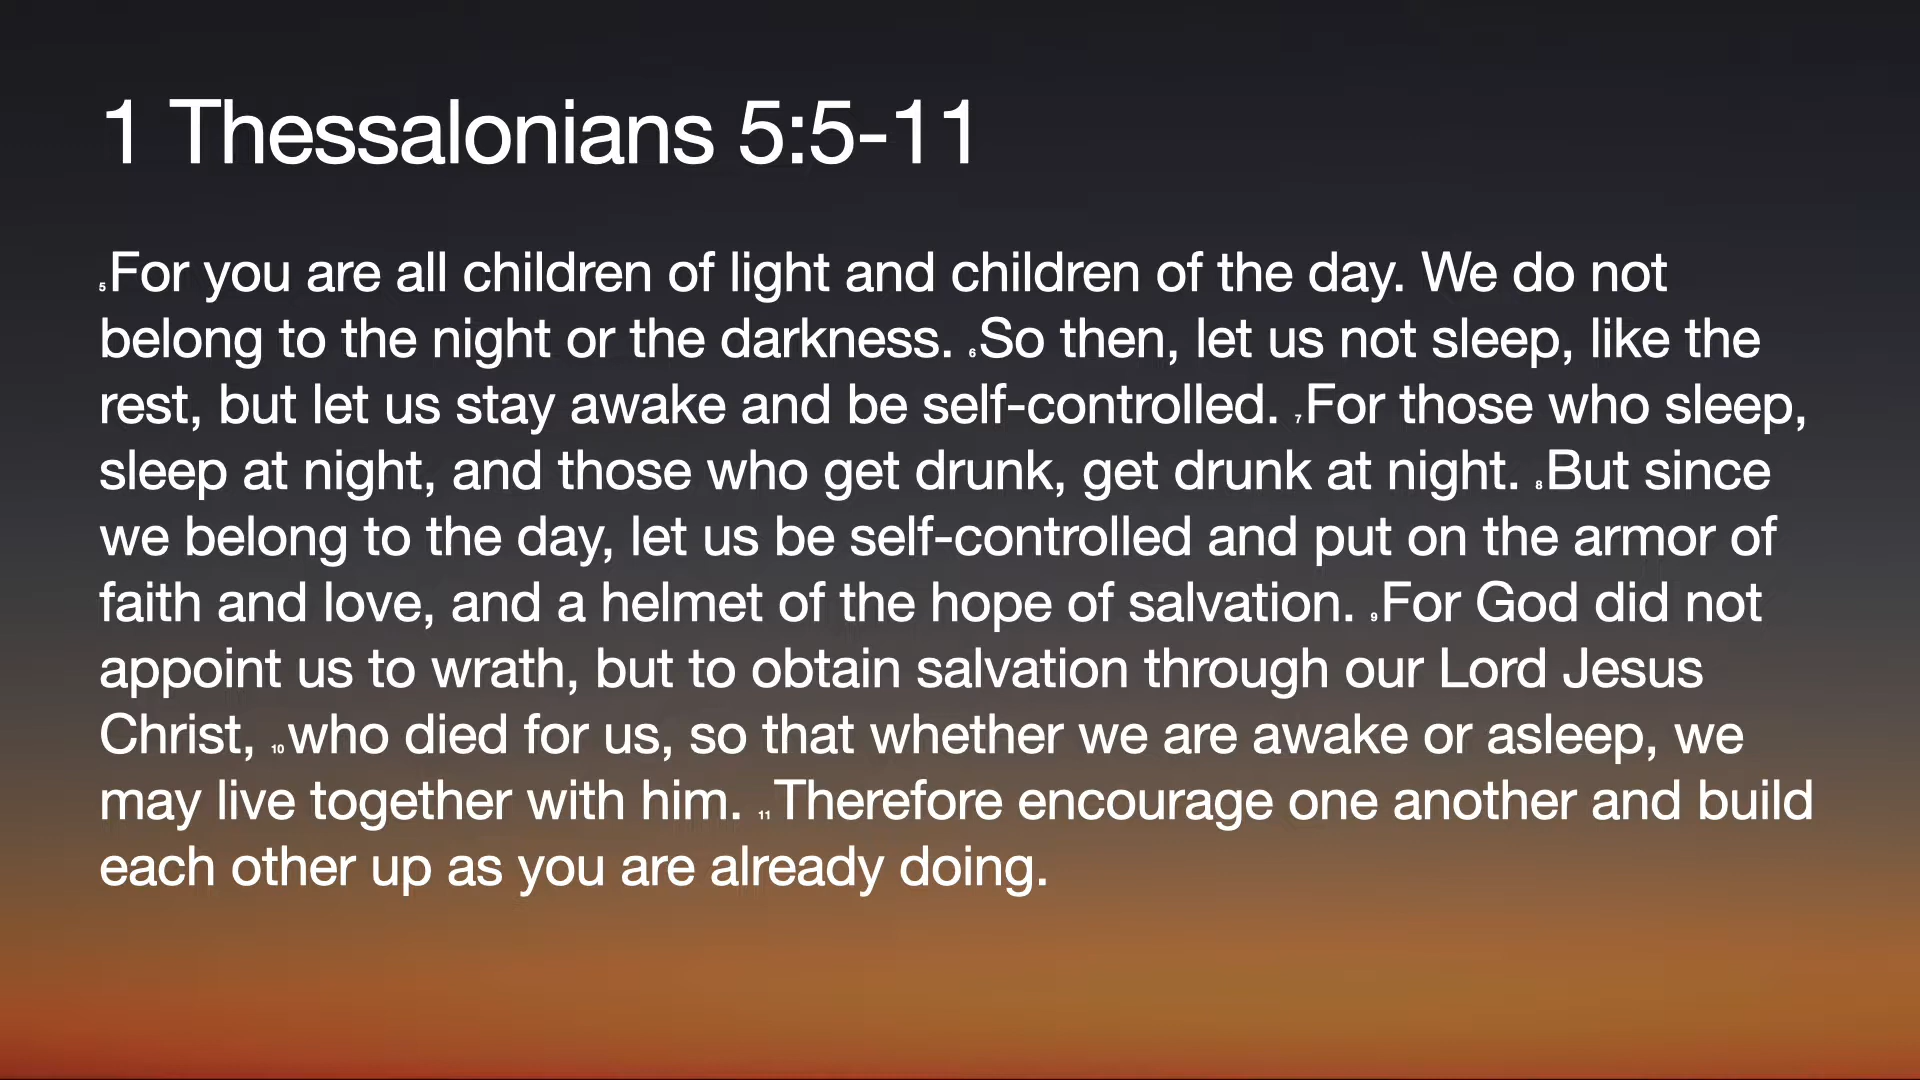 1 Thessalonians 5:5-11
5For you are all children of light and children of the day. We do not
belong to the night or the darkness. 6So then, let us not sleep, like the
rest, but let us stay awake and be self-controlled. 7For those who sleep,
sleep at night, and those who get drunk, get drunk at night. 8But since
we belong to the day, let us be self-controlled and put on the armor of
faith and love, and a helmet of the hope of salvation. 9For God did not
appoint us to wrath, but to obtain salvation through our Lord Jesus
Christ, 10who died for us, so that whether we are awake or asleep, we
may live together with him. 11Therefore encourage one another and build
each other up as you are already doing.